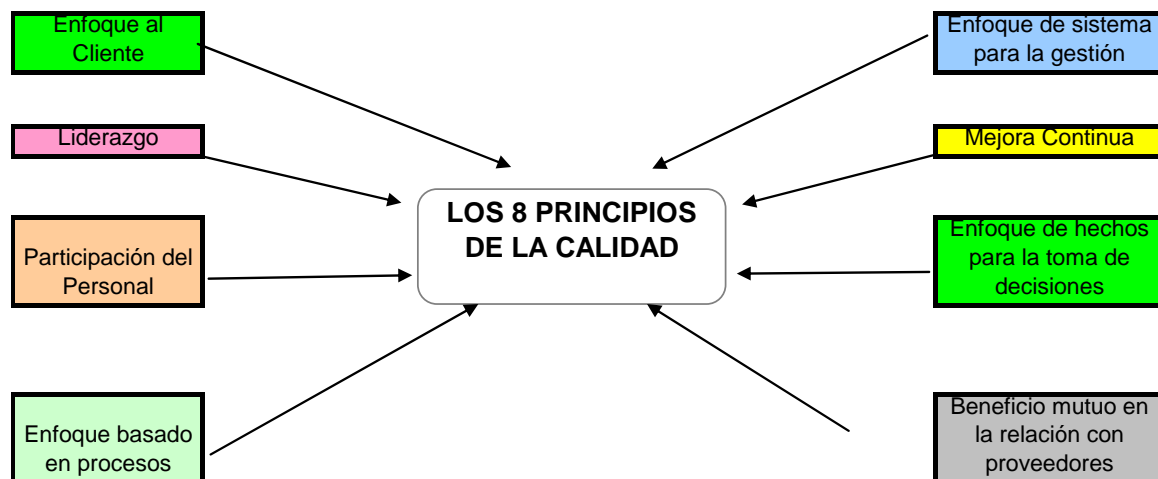 Enfoque al
Cliente
Liderazgo
Participación del
Personal
Enfoque basado
en procesos
LOS 8 PRINCIPIOS
DE LA CALIDAD
Enfoque de sistema
para la gestión
Mejora Continua
Enfoque de hechos
para la toma de
decisiones
Beneficio mutuo en
la relación con
proveedores